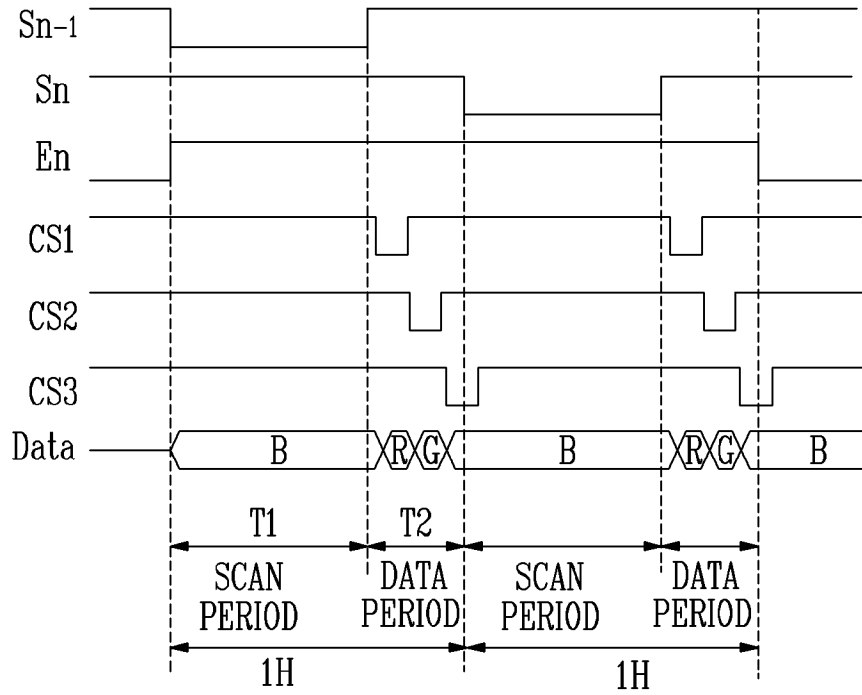 Sn-1
Sn
En
CS1
CS2
CS3
Data B R G B R G B
T1 T2
SCAN PERIOD DATA PERIOD SCAN PERIOD DATA PERIOD
1H 1H